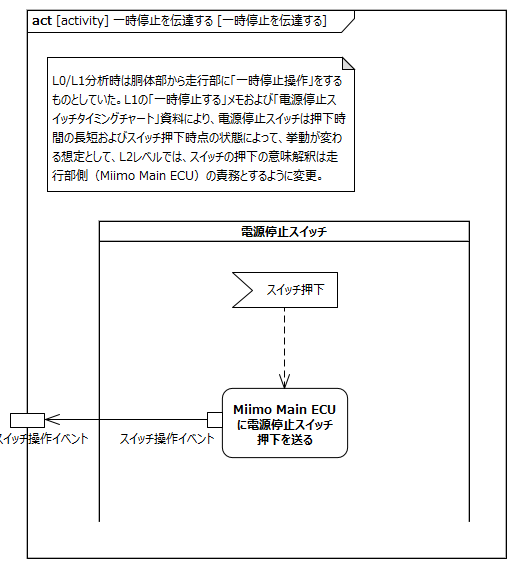 act [activity] 一時停止を伝達する [一時停止を伝達する]
L0/L1分析時は胴体部から走行部に「一時停止操作」をする
ものとしていた。L1の「一時停止する」メモおよび「電源停止ス
イッチタイミングチャート」資料により、電源停止スイッチは押下時
間の長短およびスイッチ押下時点の状態によって、挙動が変わ
る想定として、L2レベルでは、スイッチの押下の意味解釈は走
行部側（Miimo Main ECU）の責務とするように変更。
電源停止スイッチ
スイッチ押下
Miimo Main ECU
に電源停止スイッチ
押下を送る
スイッチ操作イベント
スイッチ操作イベント